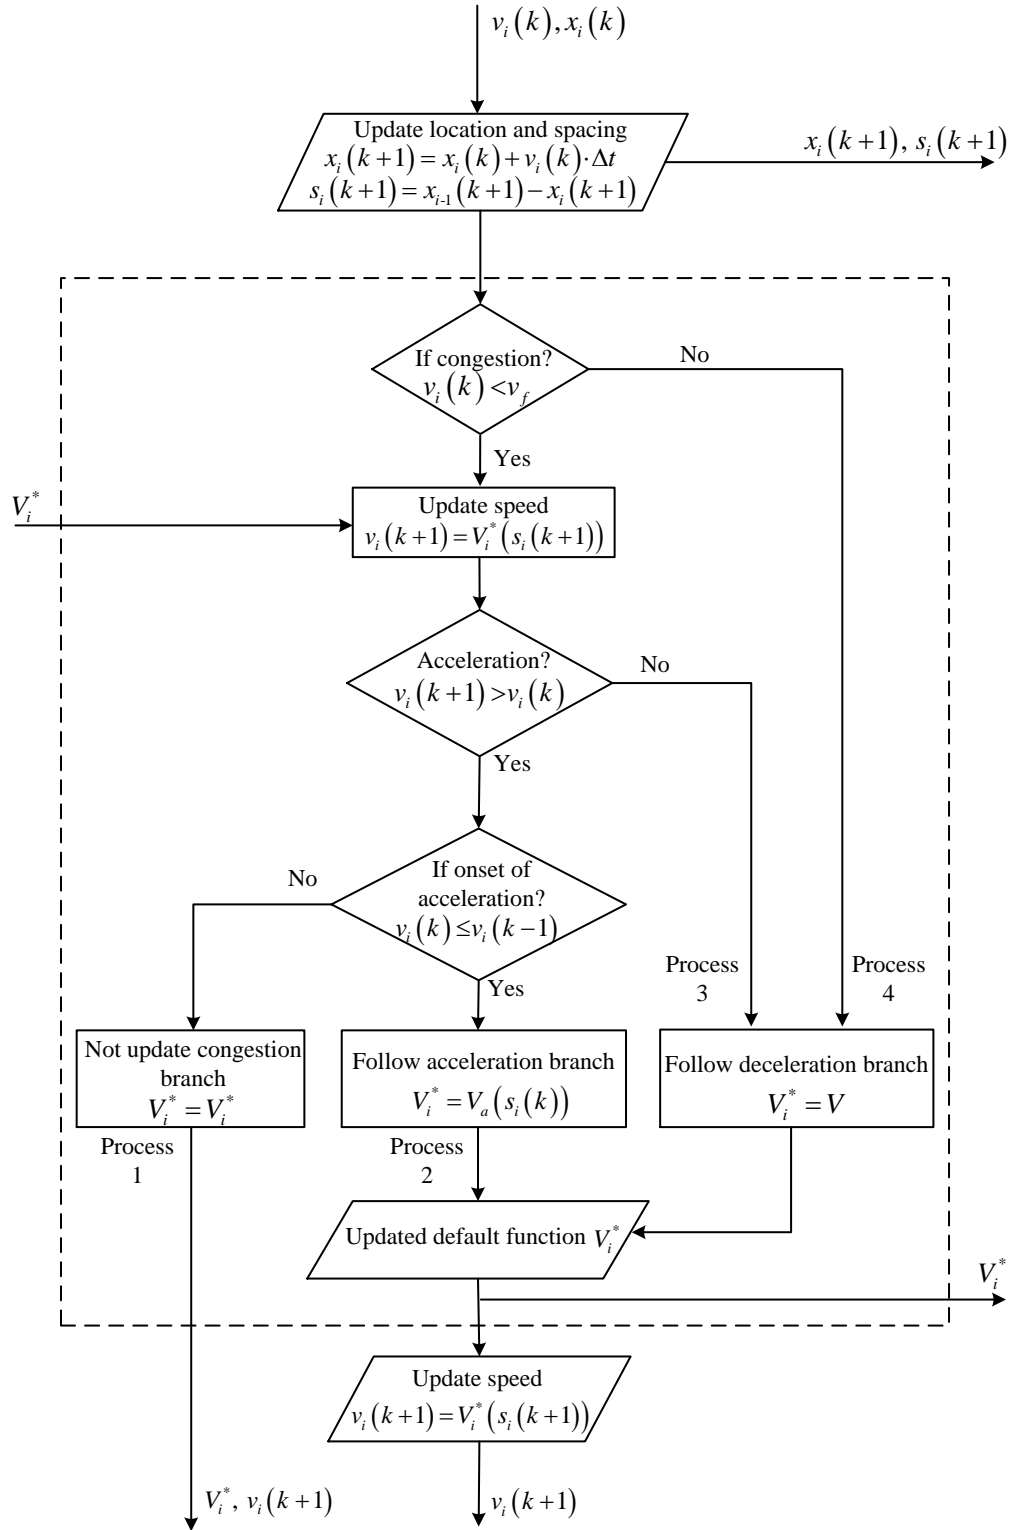 v_i(k), x_i(k)
Update location and spacing
x_i(k+1) = x_i(k) + v_i(k)·Δt
s_i(k+1) = x_{i-1}(k+1) − x_i(k+1)
x_i(k+1), s_i(k+1)
If congestion?
v_i(k) < v_f
No
Yes
V_i^*
Update speed
v_i(k+1) = V_i^*(s_i(k+1))
Acceleration?
v_i(k+1) > v_i(k)
No
Yes
If onset of
acceleration?
v_i(k) ≤ v_i(k−1)
No
Yes
Process
3
Process
4
Not update congestion
branch
V_i^* = V_i^*
Follow acceleration branch
V_i^* = V_a(s_i(k))
Follow deceleration branch
V_i^* = V
Process
1
Process
2
Updated default function V_i^*
V_i^*
Update speed
v_i(k+1) = V_i^*(s_i(k+1))
V_i^*, v_i(k+1)
v_i(k+1)